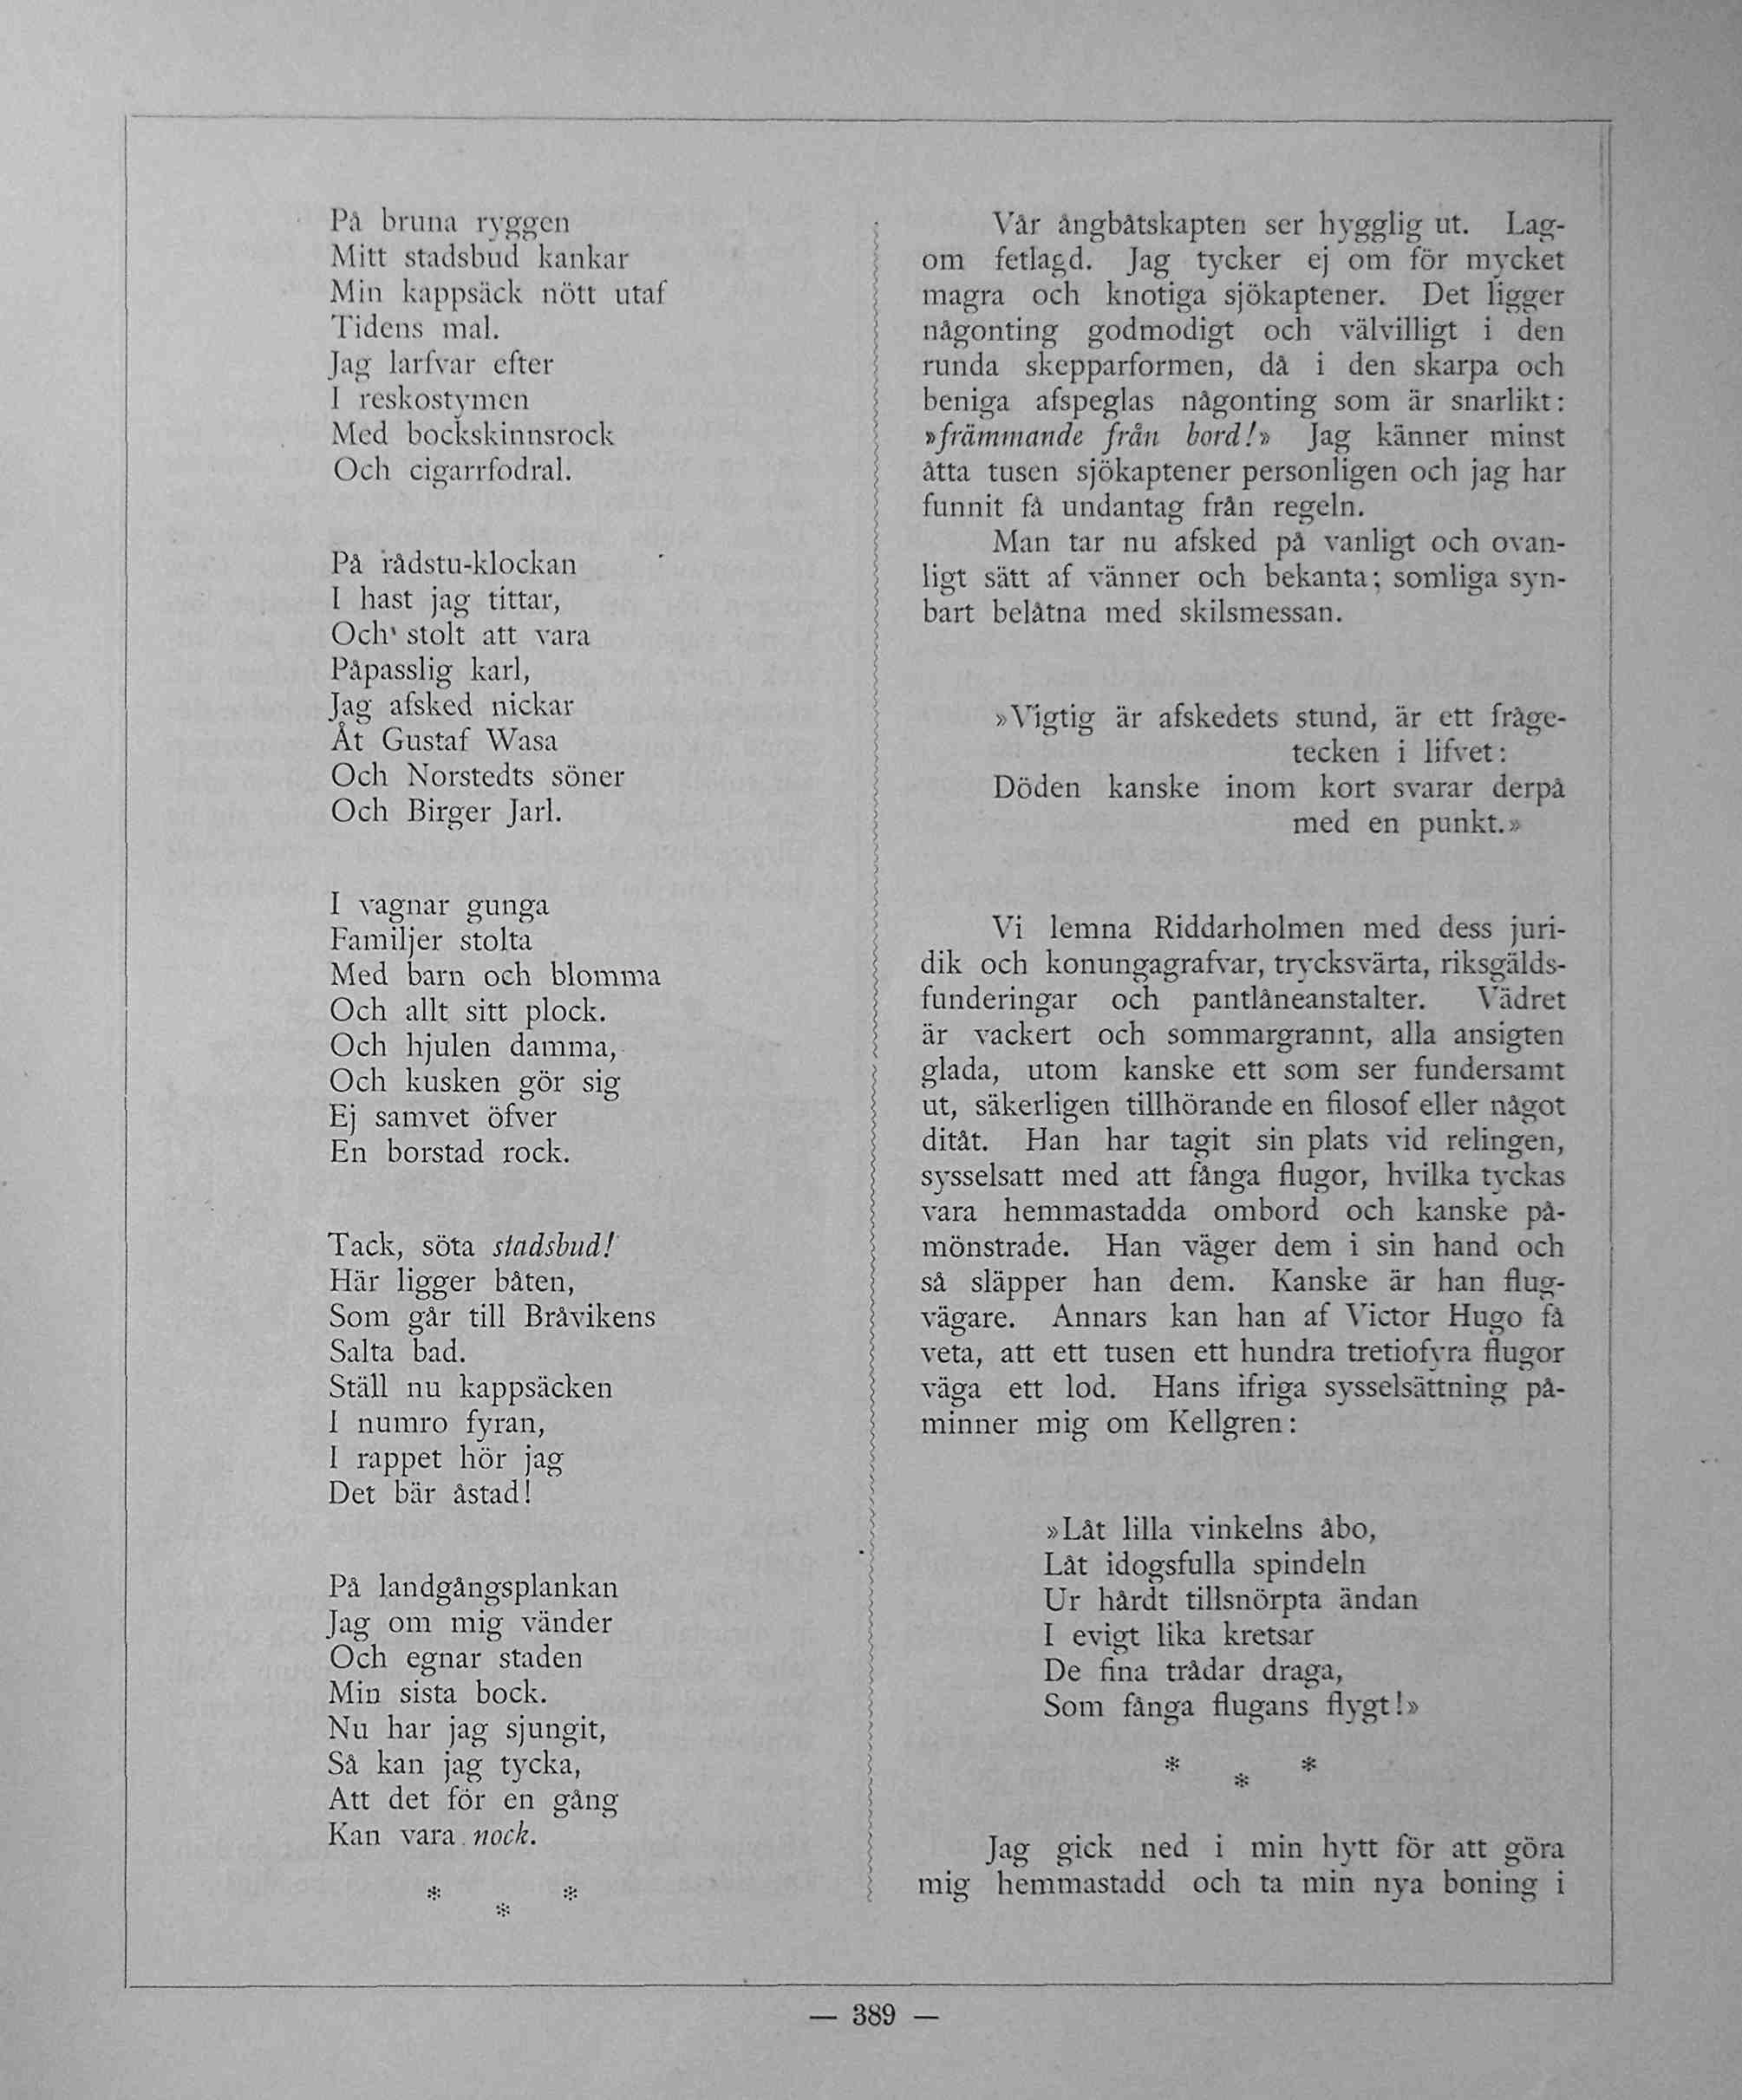 På bruna ryggen
Mitt stadsbud kankar
Min kappsäck nött utaf
Tidens mal.
Jag larfvar efter
I reskostymen
Med bockskinnsrock
Och cigarrfodral.
På rådstu-klockan
I hast jag tittar,
Och stolt att vara
Påpasslig karl,
Jag afsked nickar
Åt Gustaf Wasa
Och Norstedts söner
Och Birger Jarl.
I vagnar gunga
Familjer stolta
Med barn och blomma
Och allt sitt plock.
Och hjulen damma,
Och kusken gör sig
Ej samvet öfver
En borstad rock.
Tack, söta stadsbud!
Här ligger båten,
Som går till Bråvikens
Salta bad.
Ställ nu kappsäcken
I numro fyran,
I rappet hör jag
Det bär åstad!
På landgångsplankan
Jag om mig vänder
Och egnar staden
Min sista bock.
Nu har jag sjungit,
Så kan jag tycka,
Att det för en gång
Kan vara nock.
* * *
Vår ångbåtskapten ser hygglig ut. Lag-
om fetlagd. Jag tycker ej om för mycket
magra och knotiga sjökaptener. Det ligger
någonting godmodigt och välvilligt i den
runda skepparformen, då i den skarpa och
beniga afspeglas någonting som är snarlikt:
»främmande från bord!» Jag känner minst
åtta tusen sjökaptener personligen och jag har
funnit få undantag från regeln.
Man tar nu afsked på vanligt och ovan-
ligt sätt af vänner och bekanta; somliga syn-
bart belåtna med skilsmessan.
»Vigtig är afskedets stund, är ett fråge-
tecken i lifvet:
Döden kanske inom kort svarar derpå
med en punkt.»
Vi lemna Riddarholmen med dess juri-
dik och konungagrafvar, trycksvärta, riksgälds-
funderingar och pantlåneanstalter. Vädret
är vackert och sommargrannt, alla ansigten
glada, utom kanske ett som ser fundersamt
ut, säkerligen tillhörande en filosof eller något
ditåt. Han har tagit sin plats vid relingen,
sysselsatt med att fånga flugor, hvilka tyckas
vara hemmastadda ombord och kanske på-
mönstrade. Han väger dem i sin hand och
så släpper han dem. Kanske är han flug-
vägare. Annars kan han af Victor Hugo få
veta, att ett tusen ett hundra tretiofyra flugor
väga ett lod. Hans ifriga sysselsättning på-
minner mig om Kellgren:
»Låt lilla vinkelns åbo,
Låt idogsfulla spindeln
Ur hårdt tillsnörpta ändan
I evigt lika kretsar
De fina trådar draga,
Som fånga flugans flygt!»
* * *
Jag gick ned i min hytt för att göra
mig hemmastadd och ta min nya boning i
— 389 —